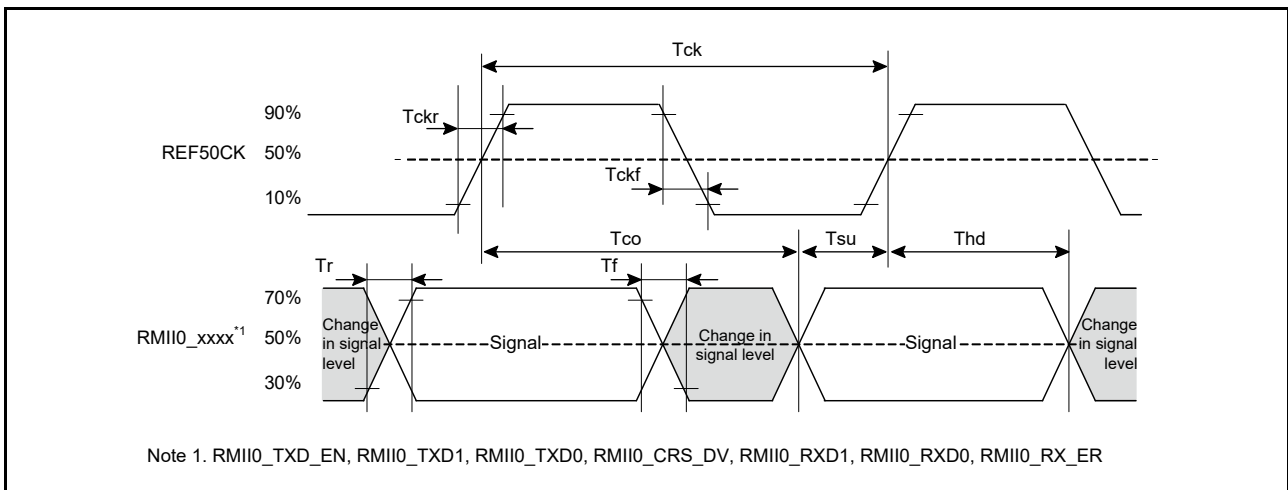 Tck
90%
Tckr
REF50CK 50%
Tckf
10%
Tco Tsu Thd
Tr Tf
70%
RMII0_xxxx*1 50%
Change in signal level
Signal
Change in signal level
Signal
Change in signal level
30%
Note 1. RMII0_TXD_EN, RMII0_TXD1, RMII0_TXD0, RMII0_CRS_DV, RMII0_RXD1, RMII0_RXD0, RMII0_RX_ER